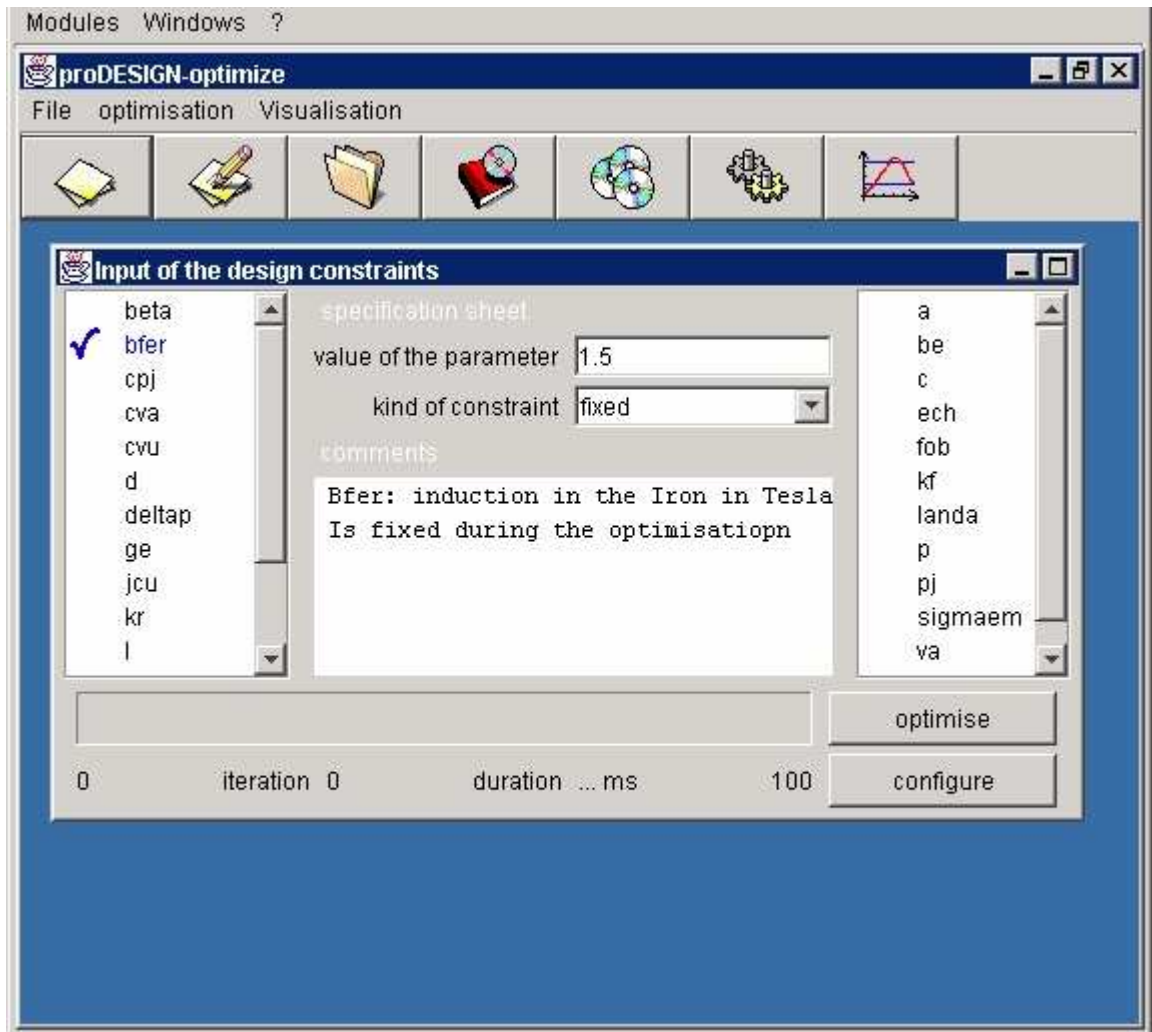 Modules Windows ?
proDESIGN-optimize
File optimisation Visualisation
Input of the design constraints
beta
bfer
cpj
cva
cvu
d
deltap
ge
jcu
kr
l
specification sheet
value of the parameter 1.5
kind of constraint fixed
comments
Bfer: induction in the Iron in Tesla
Is fixed during the optimisatiopn
a
be
c
ech
fob
kf
landa
p
pj
sigmaem
va
optimise
0 iteration 0 duration ... ms 100
configure